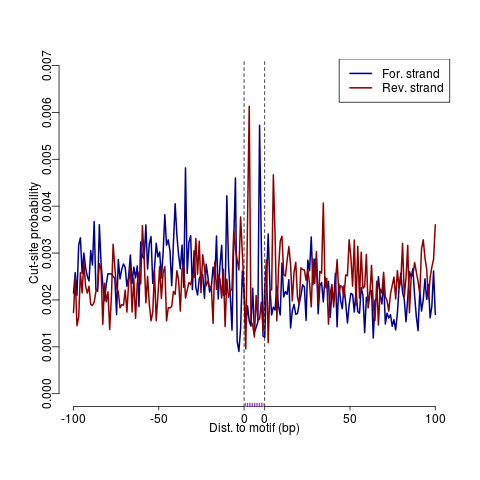 For. strand
Rev. strand
Cut-site probability
0.007
0.006
0.005
0.004
0.003
0.002
0.001
0.000
-100 -50 0 0 50 100
Dist. to motif (bp)